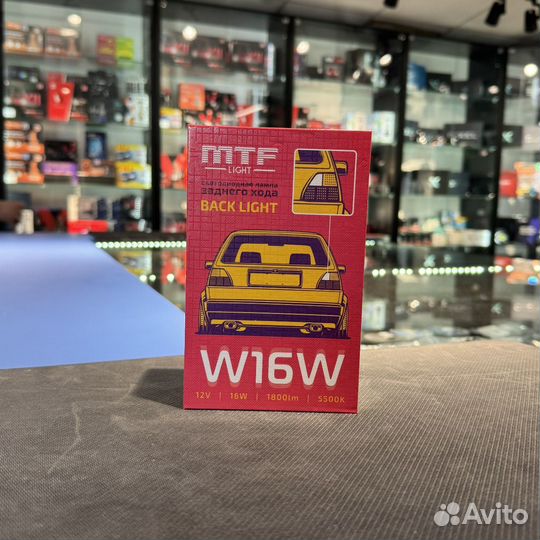 MTF
LIGHT
светодиодная лампа
заднего хода
BACK LIGHT
W16W
12V | 16W | 1800lm | 5500K
Avito